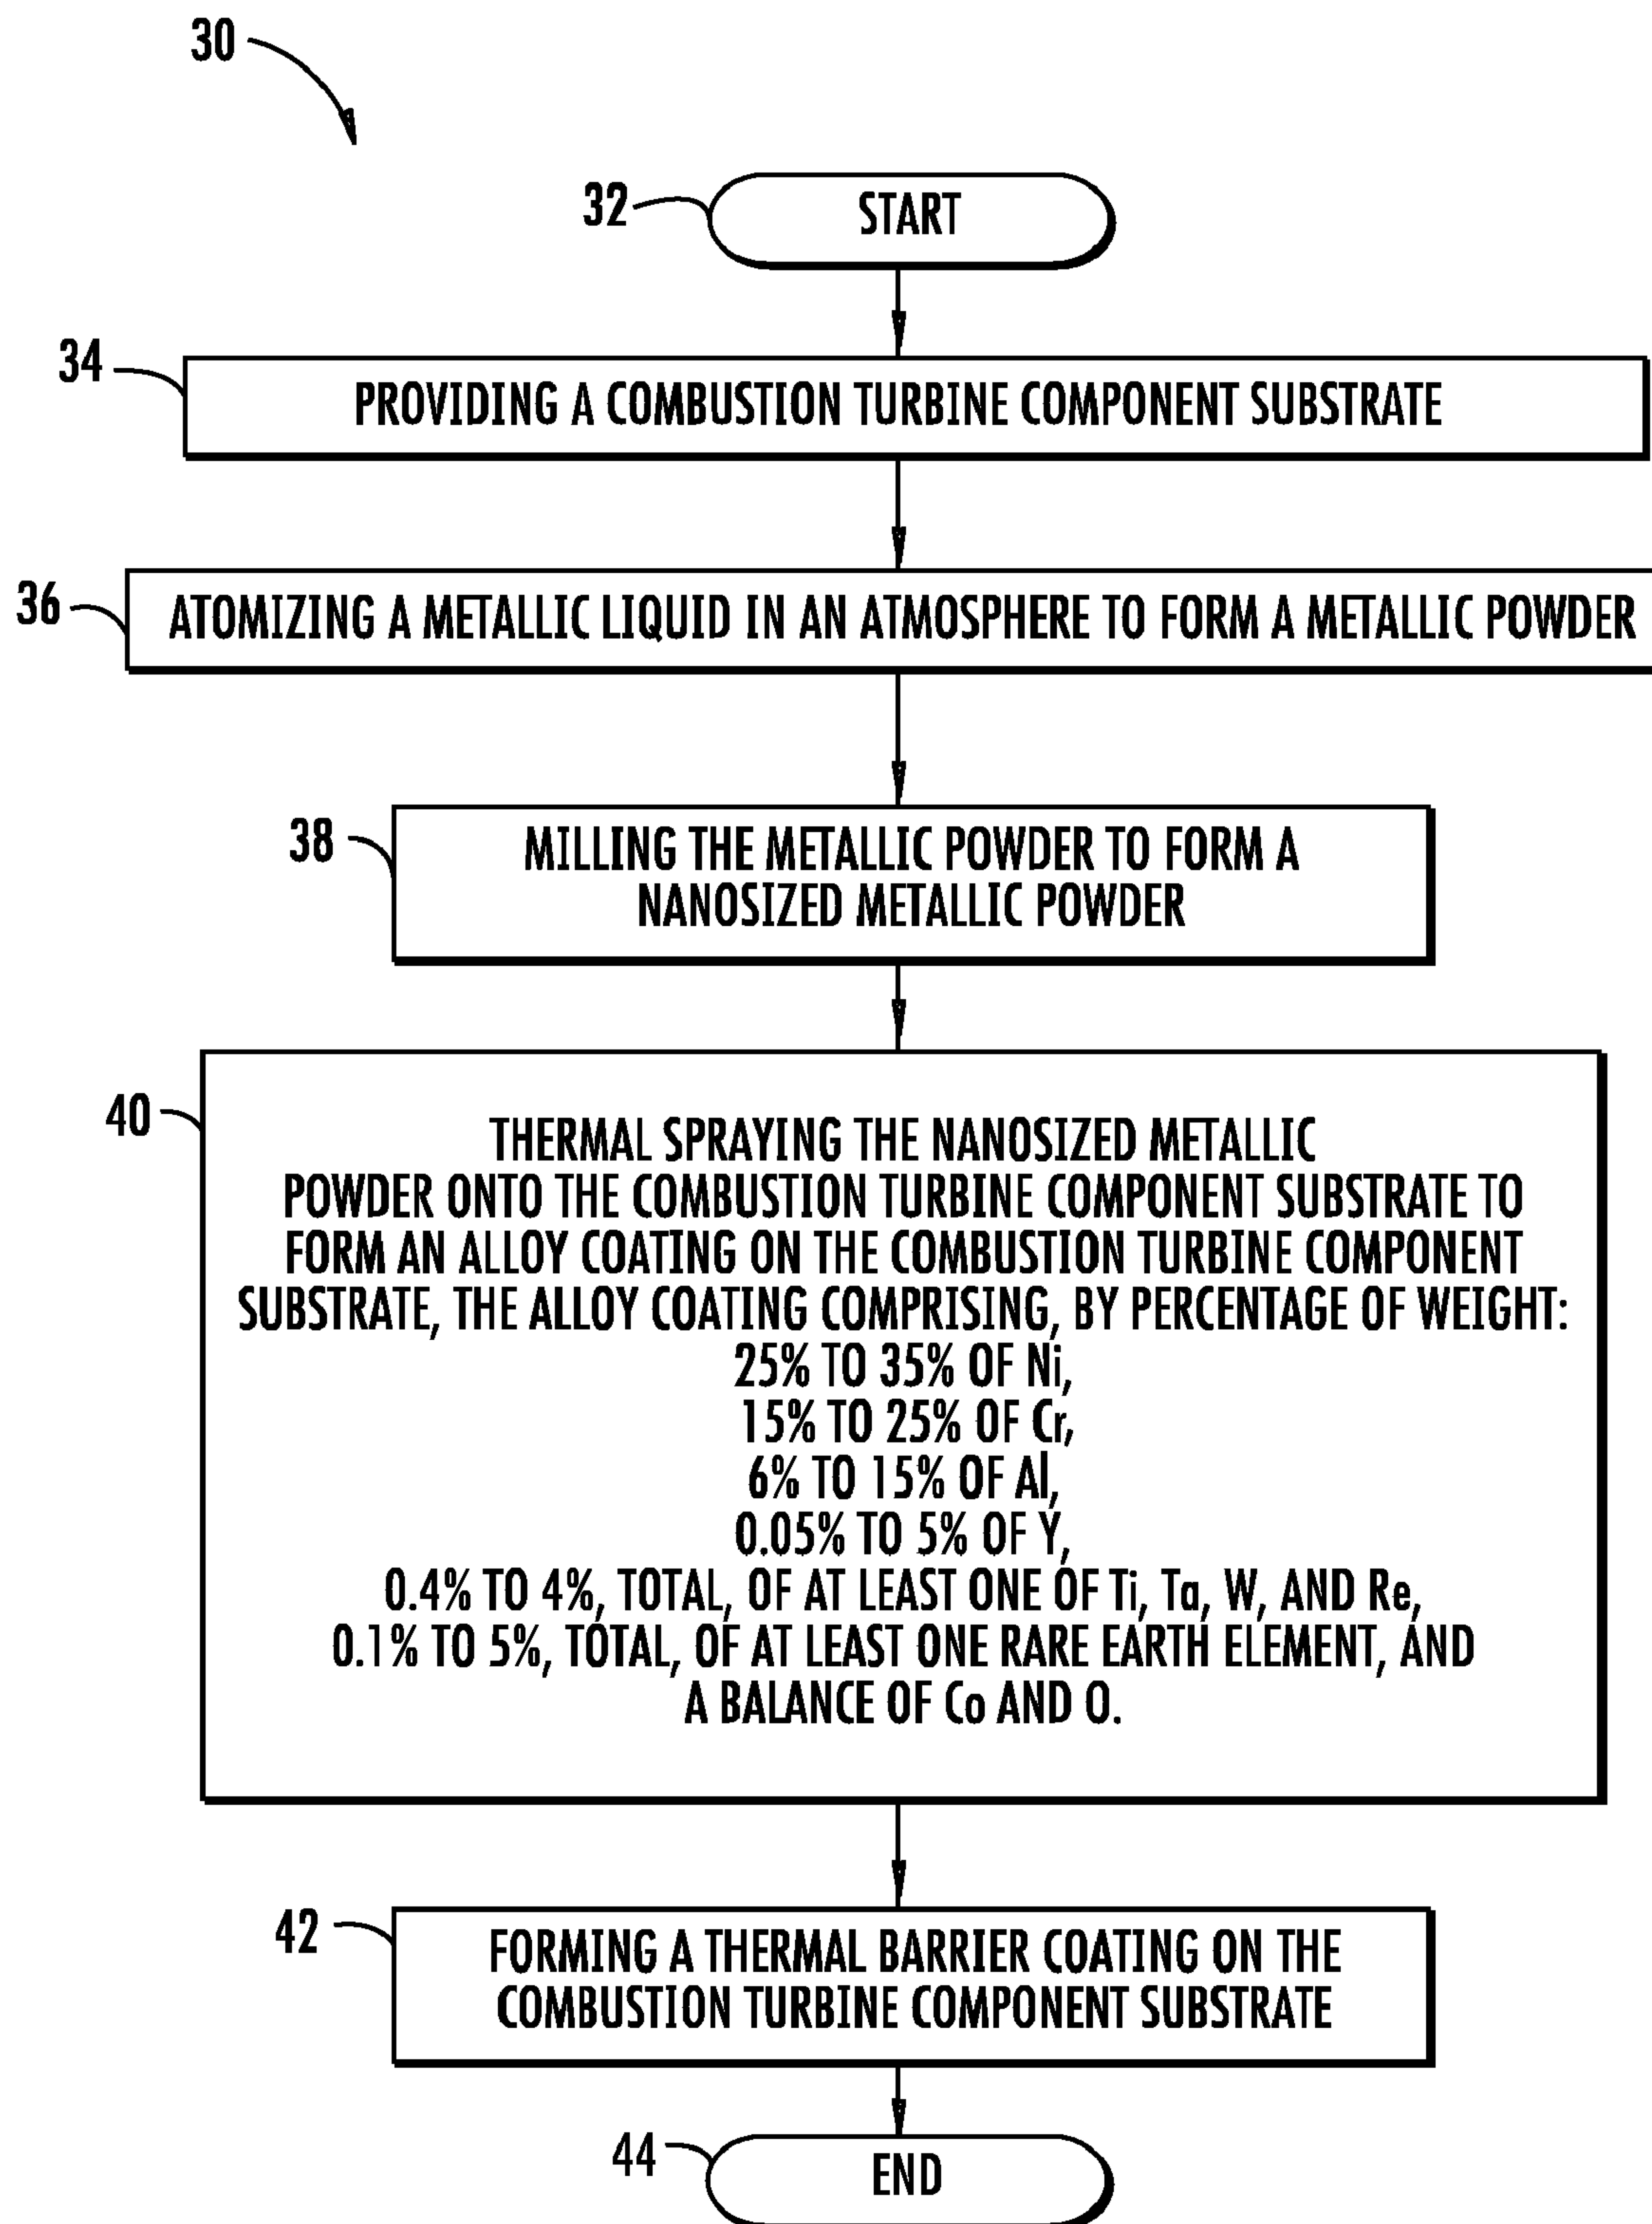 30
32
START
34
PROVIDING A COMBUSTION TURBINE COMPONENT SUBSTRATE
36
ATOMIZING A METALLIC LIQUID IN AN ATMOSPHERE TO FORM A METALLIC POWDER
38
MILLING THE METALLIC POWDER TO FORM A
NANOSIZED METALLIC POWDER
40
THERMAL SPRAYING THE NANOSIZED METALLIC
POWDER ONTO THE COMBUSTION TURBINE COMPONENT SUBSTRATE TO
FORM AN ALLOY COATING ON THE COMBUSTION TURBINE COMPONENT
SUBSTRATE, THE ALLOY COATING COMPRISING, BY PERCENTAGE OF WEIGHT:
25% TO 35% OF Ni,
15% TO 25% OF Cr,
6% TO 15% OF Al,
0.05% TO 5% OF Y,
0.4% TO 4%, TOTAL, OF AT LEAST ONE OF Ti, Ta, W, AND Re,
0.1% TO 5%, TOTAL, OF AT LEAST ONE RARE EARTH ELEMENT, AND
A BALANCE OF Co AND O.
42
FORMING A THERMAL BARRIER COATING ON THE
COMBUSTION TURBINE COMPONENT SUBSTRATE
44
END